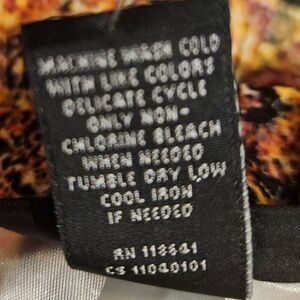 MACHINE WASH COLD
WITH LIKE COLORS
DELICATE CYCLE
ONLY NON-
CHLORINE BLEACH
WHEN NEEDED
TUMBLE DRY LOW
COOL IRON
IF NEEDED
RN 118641
CS 11040101